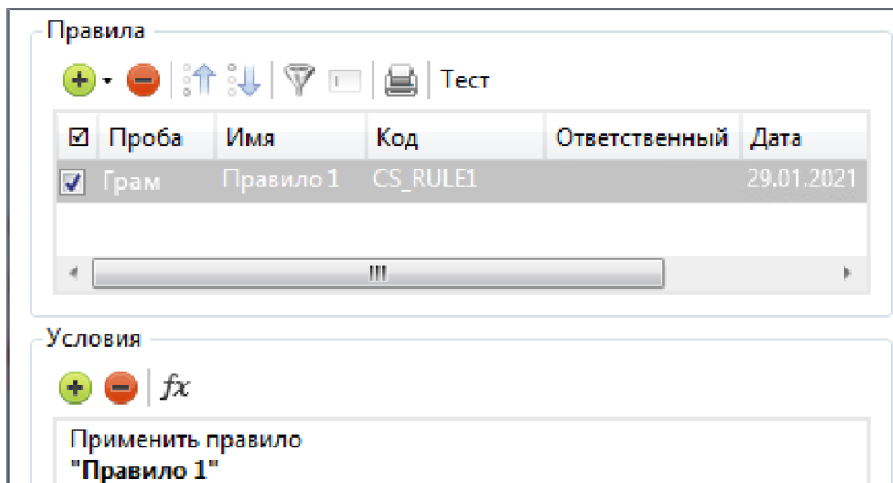 Правила
Тест
Проба Имя Код Ответственный Дата
Грам Правило 1 CS_RULE1 29.01.2021
Условия
fx
Применить правило
"Правило 1"